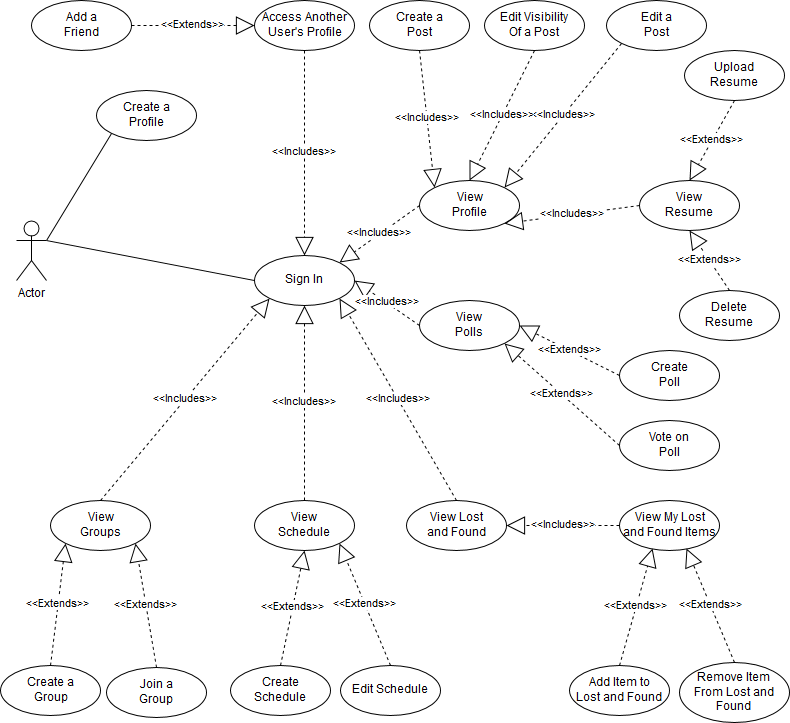 Add a
Friend
<<Extends>>
Access Another
User's Profile
Create a
Post
Edit Visibility
Of a Post
Edit a
Post
Upload
Resume
Create a
Profile
<<Includes>>
<<Includes>>
<<Includes>>
<<Includes>>
<<Extends>>
View
Profile
<<Includes>>
View
Resume
<<Includes>>
<<Extends>>
Actor
Sign In
<<Includes>>
View
Polls
Delete
Resume
<<Extends>>
Create
Poll
<<Extends>>
Vote on
Poll
<<Includes>>
<<Includes>>
<<Includes>>
View
Groups
View
Schedule
View Lost
and Found
<<Includes>>
View My Lost
and Found Items
<<Extends>>
<<Extends>>
<<Extends>>
<<Extends>>
<<Extends>>
<<Extends>>
Create a
Group
Join a
Group
Create
Schedule
Edit Schedule
Add Item to
Lost and Found
Remove Item
From Lost and
Found